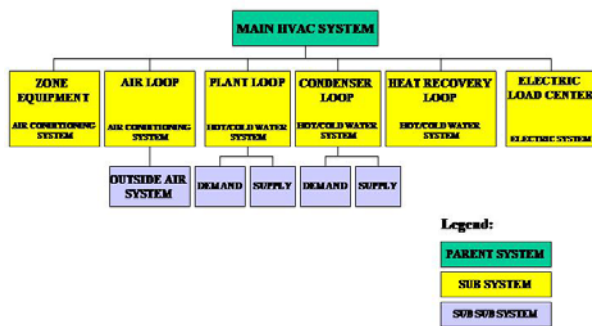 MAIN HVAC SYSTEM
ZONE
EQUIPMENT
AIR CONDITIONING
SYSTEM
AIR LOOP
AIR CONDITIONING
SYSTEM
PLANT LOOP
HOT/COLD WATER
SYSTEM
CONDENSER
LOOP
HOT/COLD WATER
SYSTEM
HEAT RECOVERY
LOOP
HOT/COLD WATER
SYSTEM
ELECTRIC
LOAD CENTER
ELECTRIC SYSTEM
OUTSIDE AIR
SYSTEM
DEMAND
SUPPLY
DEMAND
SUPPLY
Legend:
PARENT SYSTEM
SUB SYSTEM
SUB SUB SYSTEM